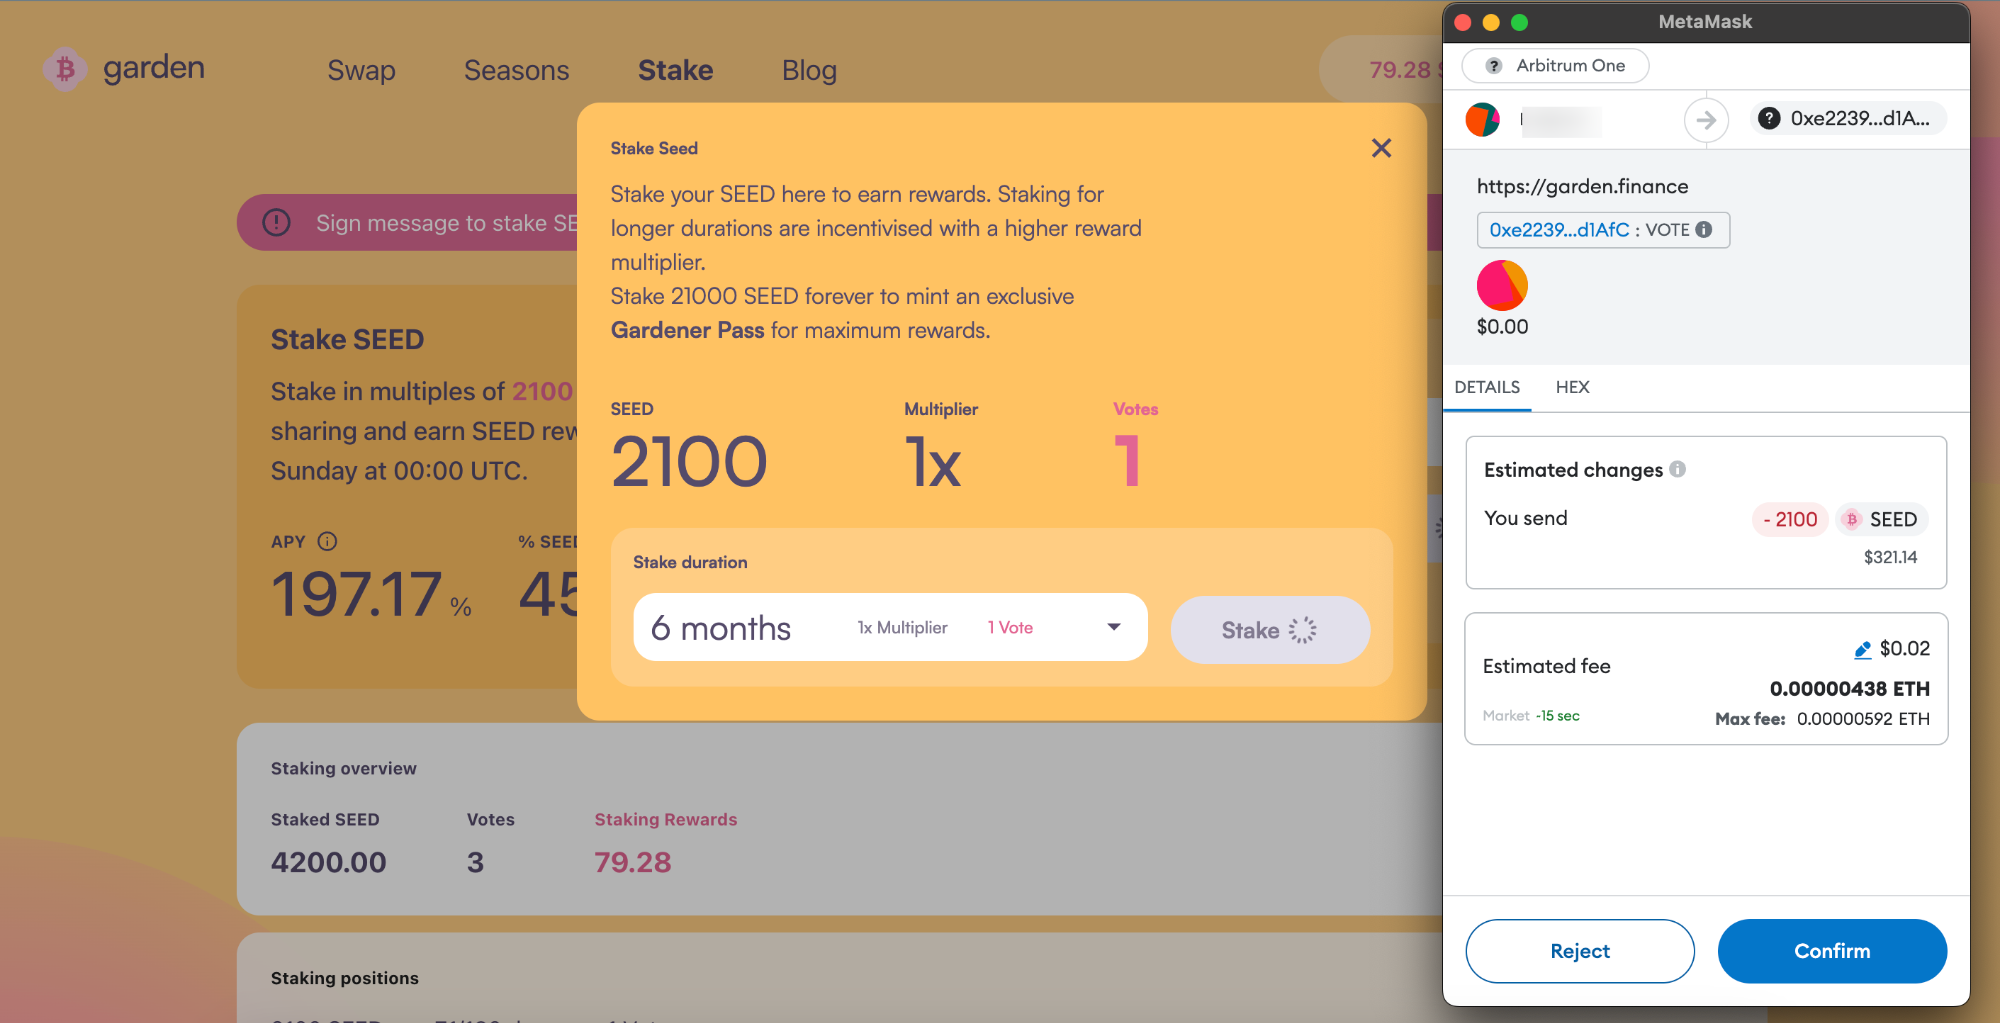 garden
Swap
Seasons
Stake
Blog
79.28
Sign message to stake
Stake SEED
Stake in multiples of 2100
sharing and earn SEED
Sunday at 00:00 UTC.
APY
%
197.17 %
45
Stake Seed
Stake your SEED here to earn rewards. Staking for
longer durations are incentivised with a higher reward
multiplier.
Stake 21000 SEED forever to mint an exclusive
Gardener Pass for maximum rewards.
SEED
Multiplier
Votes
2100
1x
1
Stake duration
6 months
1x Multiplier
1 Vote
Stake
Staking overview
Staked SEED
Votes
Staking Rewards
4200.00
3
79.28
Staking positions
MetaMask
Arbitrum One
0xe2239...d1A...
https://garden.finance
0xe2239...d1AfC : VOTE
$0.00
DETAILS
HEX
Estimated changes
You send
- 2100
SEED
$321.14
Estimated fee
$0.02
0.00000438 ETH
Market ~15 sec
Max fee: 0.00000592 ETH
Reject
Confirm